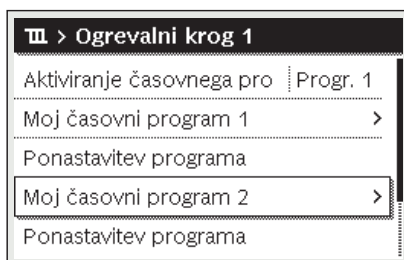 > Ogrevalni krog 1
Aktiviranje časovnega pro Progr. 1
Moj časovni program 1 >
Ponastavitev programa
Moj časovni program 2 >
Ponastavitev programa